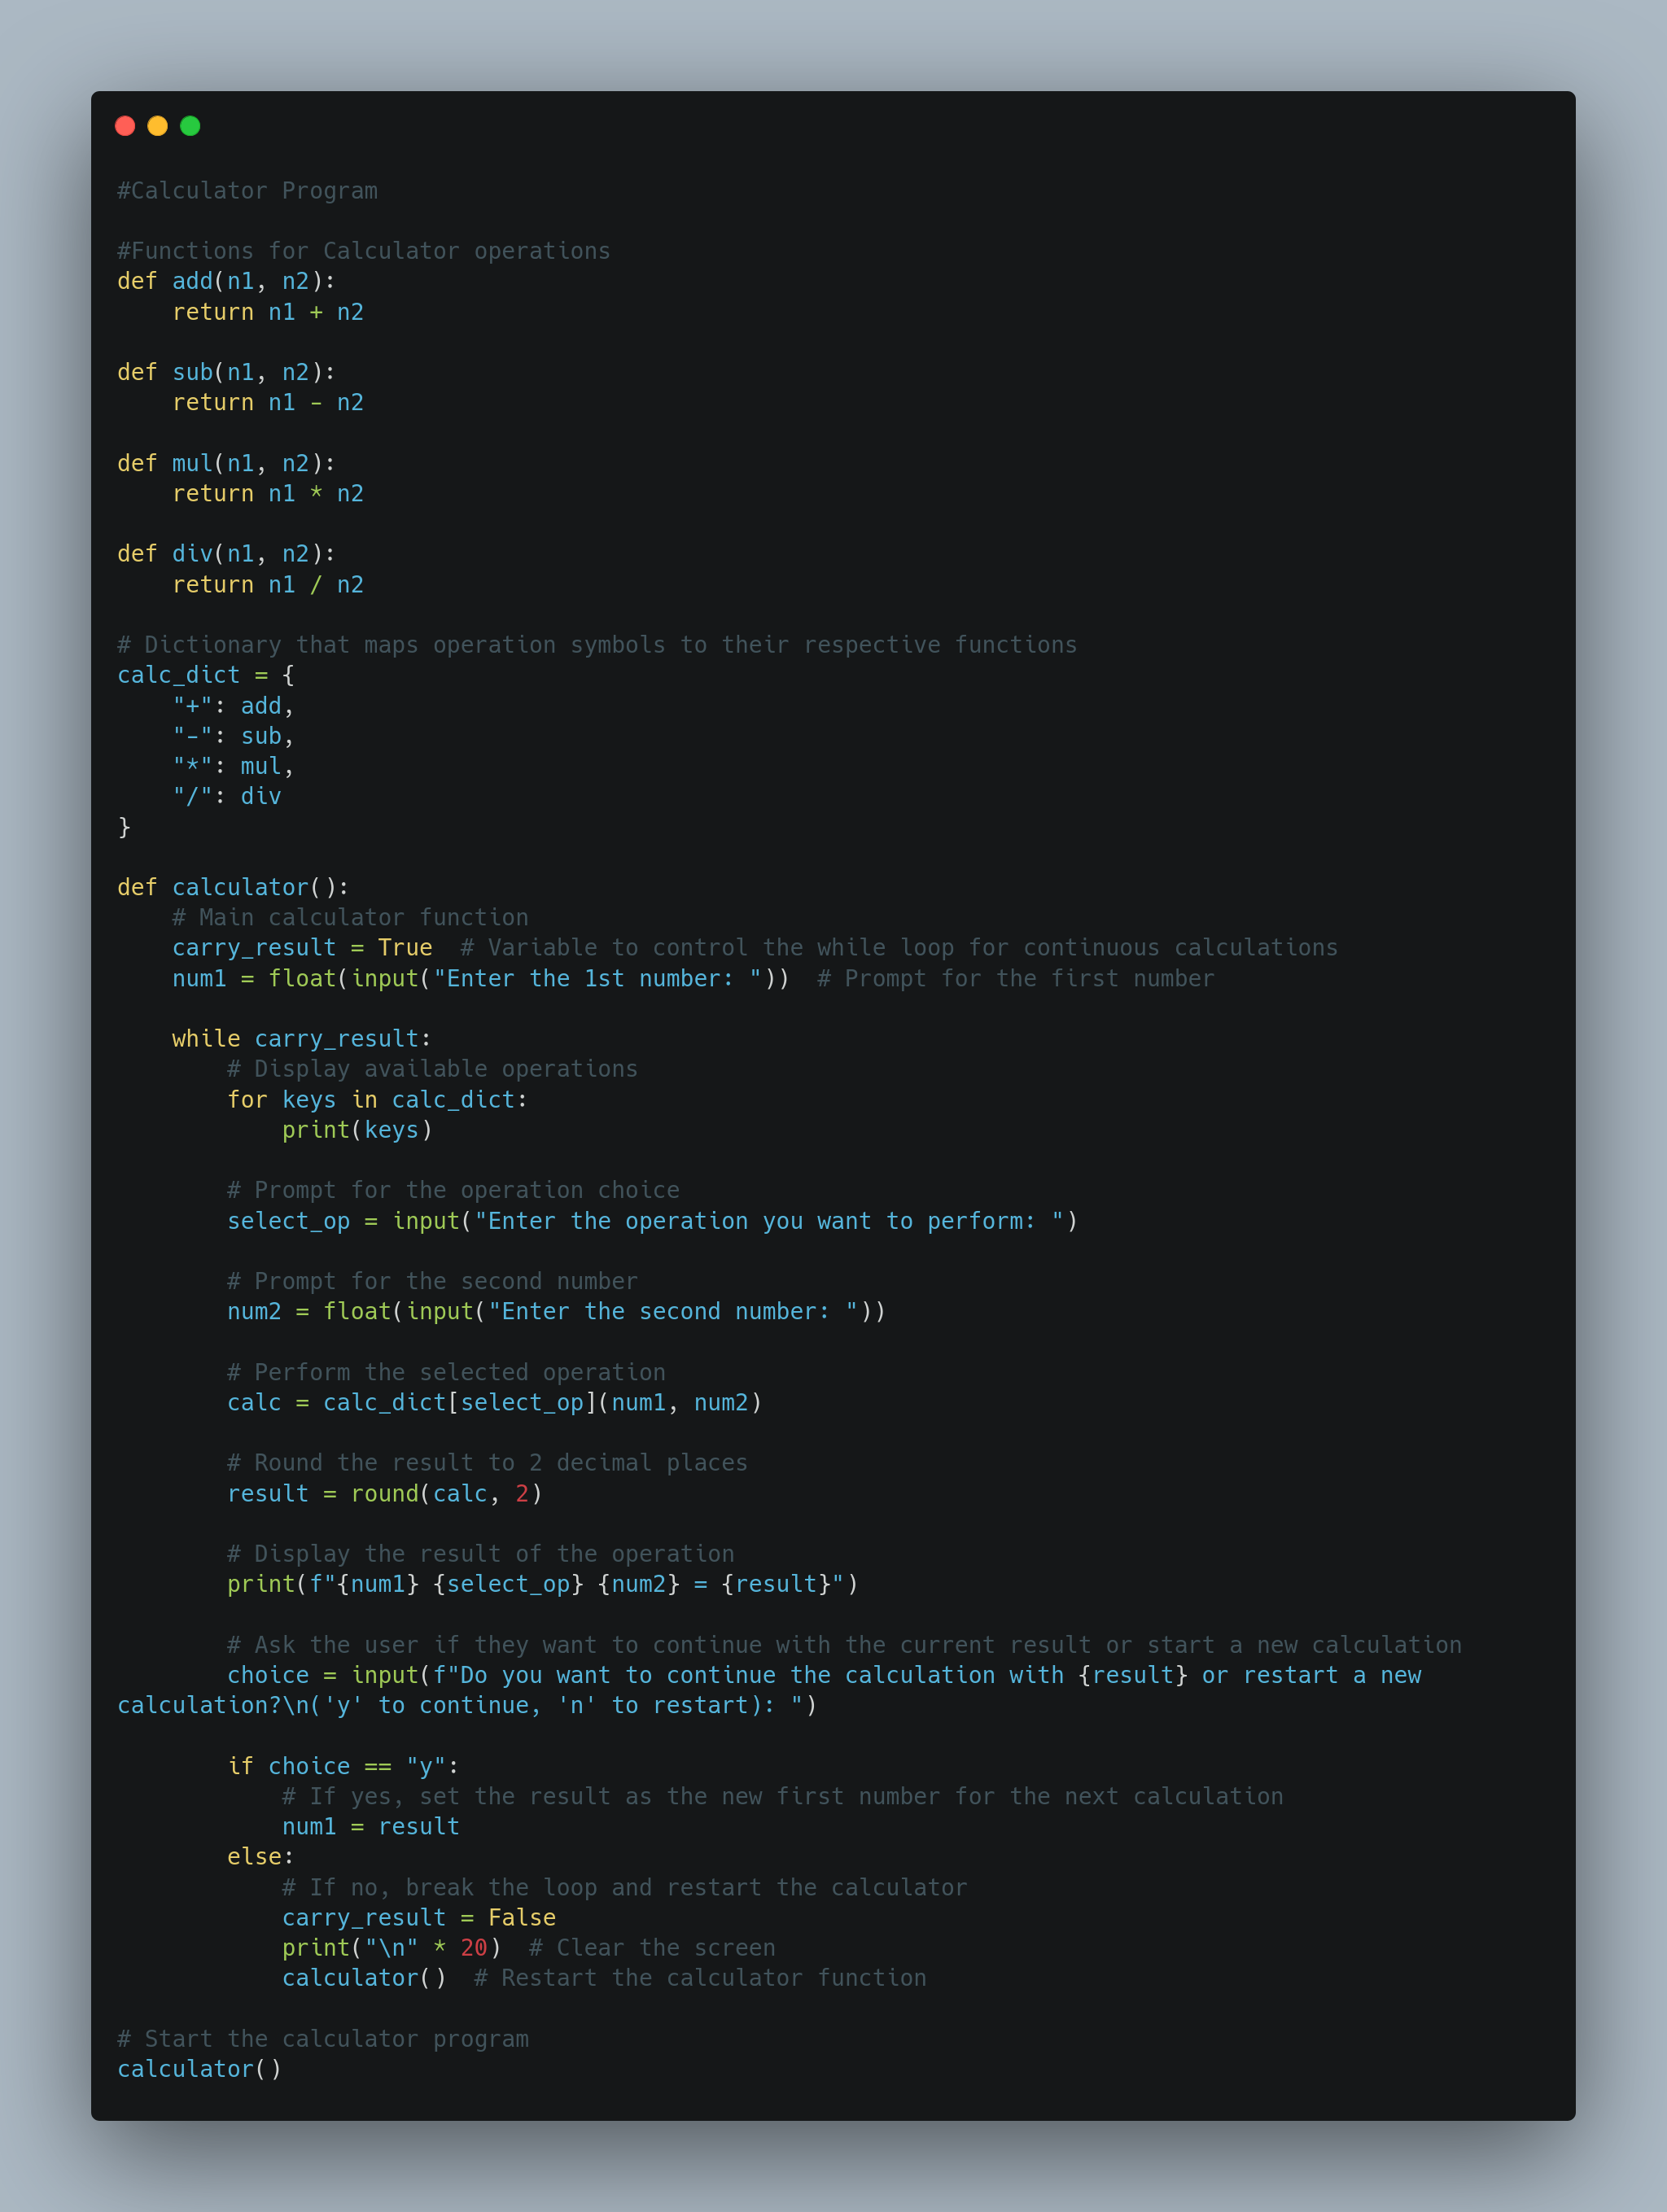 #Calculator Program

#Functions for Calculator operations
def add(n1, n2):
    return n1 + n2

def sub(n1, n2):
    return n1 - n2

def mul(n1, n2):
    return n1 * n2

def div(n1, n2):
    return n1 / n2

# Dictionary that maps operation symbols to their respective functions
calc_dict = {
    "+": add,
    "-": sub,
    "*": mul,
    "/": div
}

def calculator():
    # Main calculator function
    carry_result = True  # Variable to control the while loop for continuous calculations
    num1 = float(input("Enter the 1st number: "))  # Prompt for the first number

    while carry_result:
        # Display available operations
        for keys in calc_dict:
            print(keys)

        # Prompt for the operation choice
        select_op = input("Enter the operation you want to perform: ")

        # Prompt for the second number
        num2 = float(input("Enter the second number: "))

        # Perform the selected operation
        calc = calc_dict[select_op](num1, num2)

        # Round the result to 2 decimal places
        result = round(calc, 2)

        # Display the result of the operation
        print(f"{num1} {select_op} {num2} = {result}")

        # Ask the user if they want to continue with the current result or start a new calculation
        choice = input(f"Do you want to continue the calculation with {result} or restart a new
calculation?\n('y' to continue, 'n' to restart): ")

        if choice == "y":
            # If yes, set the result as the new first number for the next calculation
            num1 = result
        else:
            # If no, break the loop and restart the calculator
            carry_result = False
            print("\n" * 20)  # Clear the screen
            calculator()  # Restart the calculator function

# Start the calculator program
calculator()